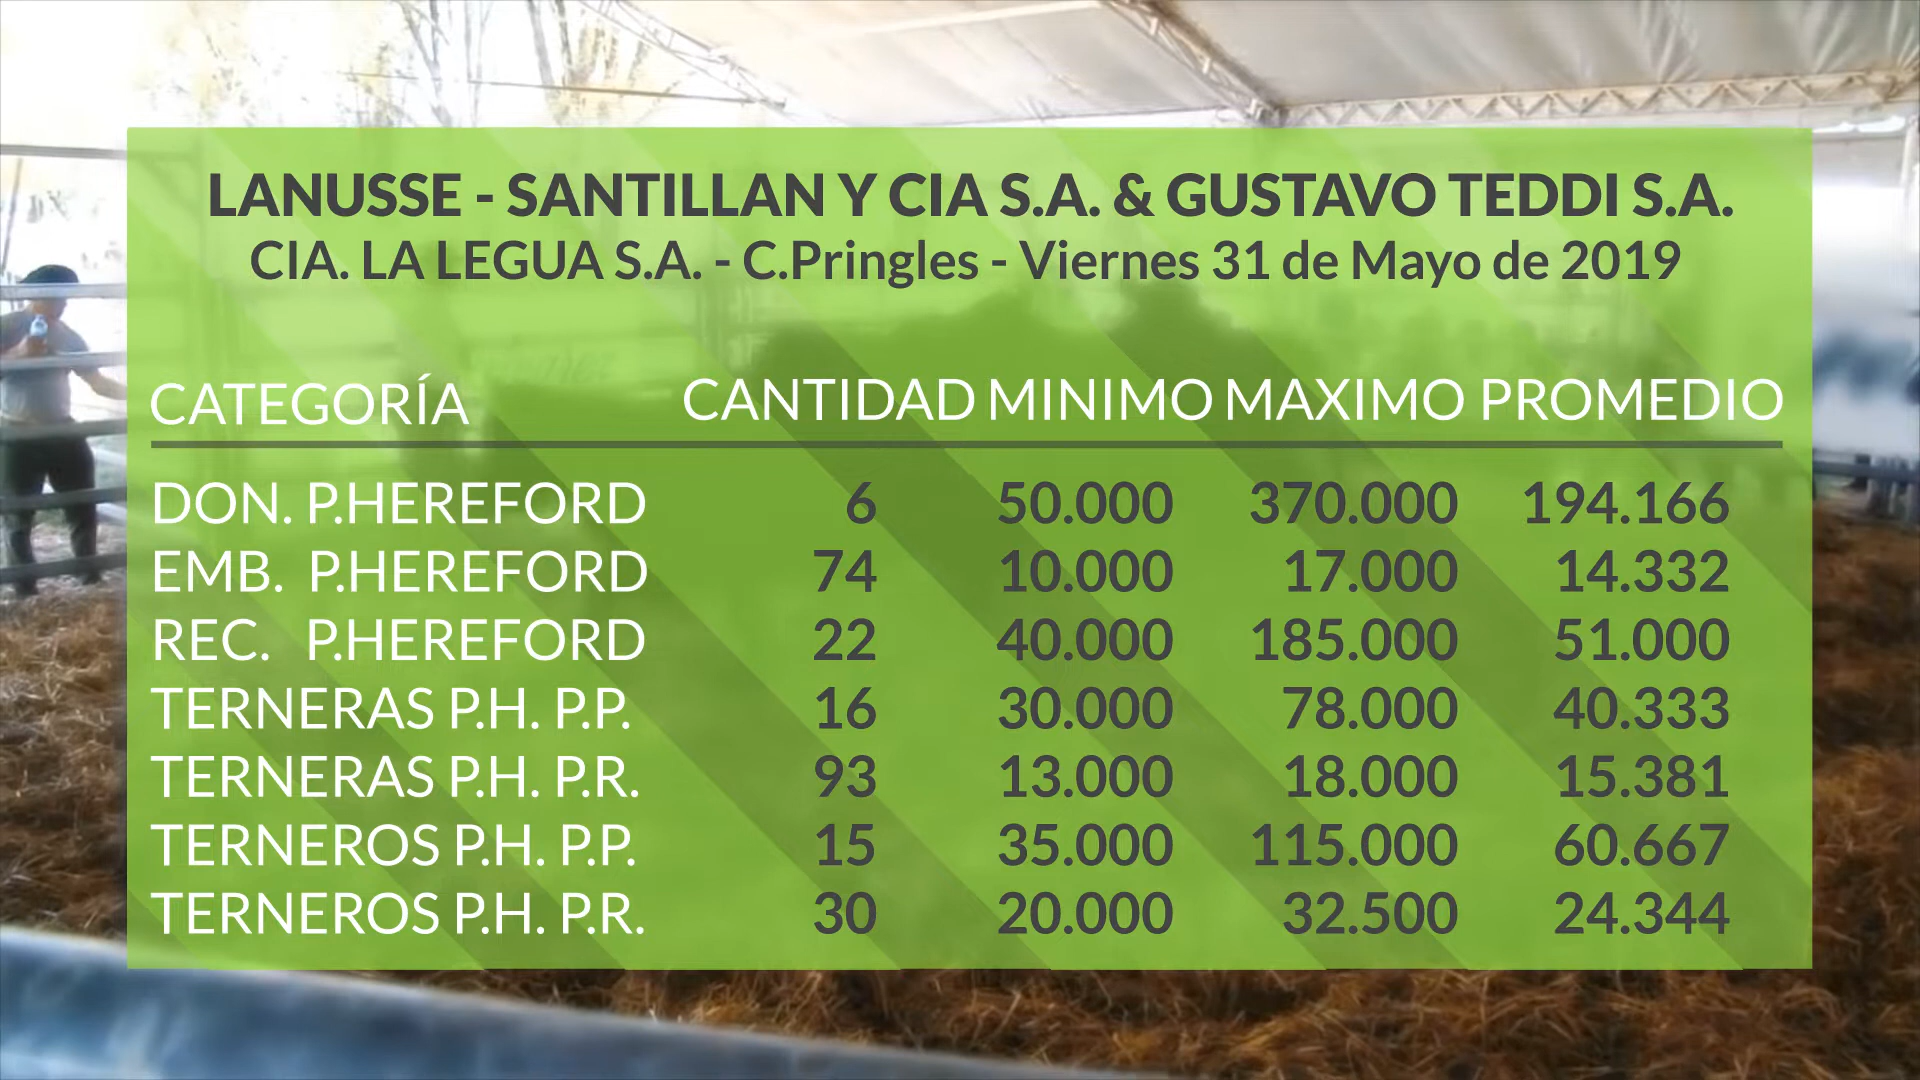 LANUSSE - SANTILLAN Y CIA S.A. & GUSTAVO TEDDI S.A.
CIA. LA LEGUA S.A. - C.Pringles - Viernes 31 de Mayo de 2019
CATEGORÍA CANTIDAD MINIMO MAXIMO PROMEDIO
DON. P.HEREFORD 6 50.000 370.000 194.166
EMB. P.HEREFORD 74 10.000 17.000 14.332
REC. P.HEREFORD 22 40.000 185.000 51.000
TERNERAS P.H. P.P. 16 30.000 78.000 40.333
TERNERAS P.H. P.R. 93 13.000 18.000 15.381
TERNEROS P.H. P.P. 15 35.000 115.000 60.667
TERNEROS P.H. P.R. 30 20.000 32.500 24.344